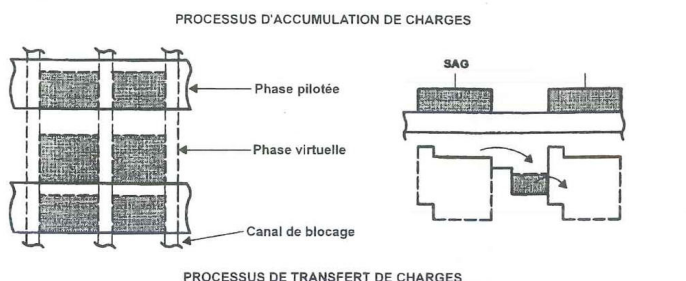 PROCESSUS D'ACCUMULATION DE CHARGES
SAG
Phase pilotée
Phase virtuelle
Canal de blocage
PROCESSUS DE TRANSFERT DE CHARGES